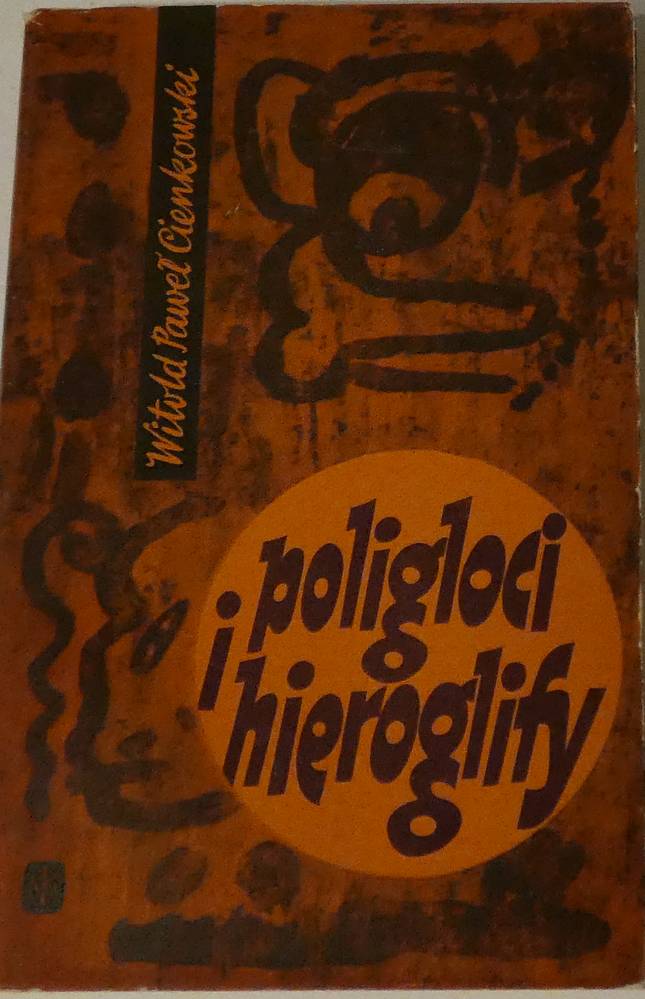 Witold Paweł Cienkowski
poligloci
i hieroglify